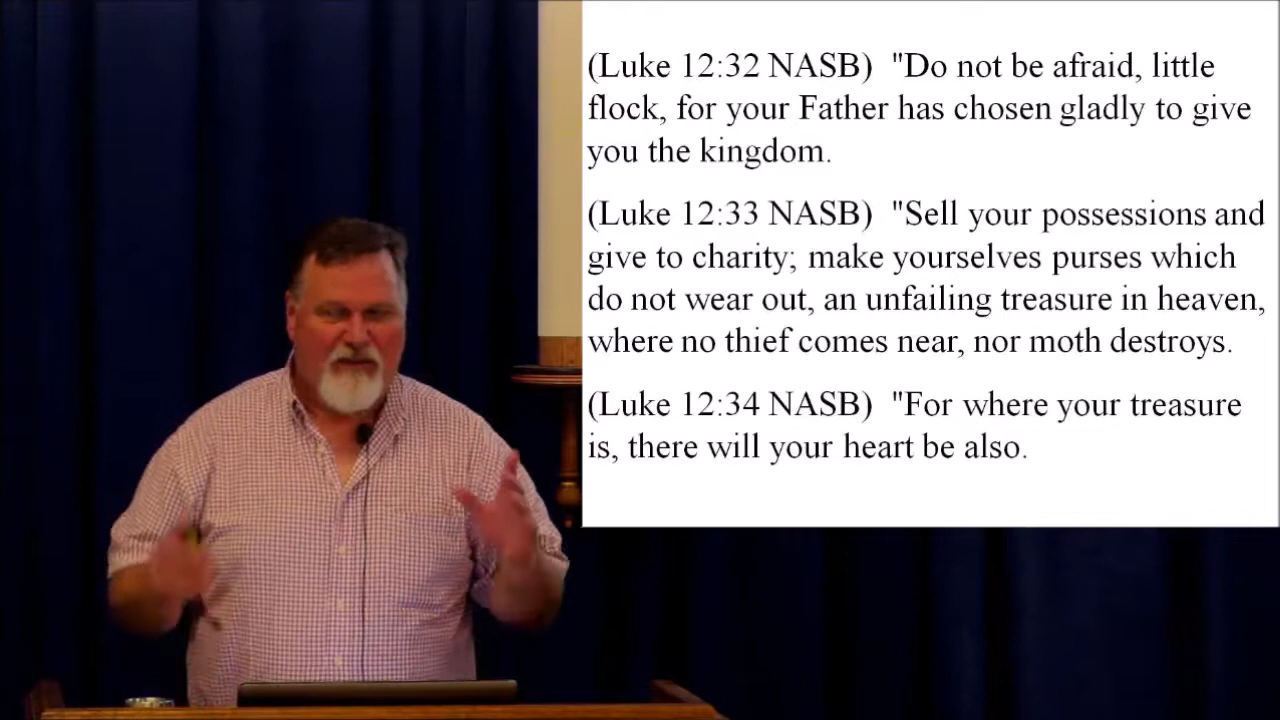 (Luke 12:32 NASB)  "Do not be afraid, little
flock, for your Father has chosen gladly to give
you the kingdom.
(Luke 12:33 NASB)  "Sell your possessions and
give to charity; make yourselves purses which
do not wear out, an unfailing treasure in heaven,
where no thief comes near, nor moth destroys.
(Luke 12:34 NASB)  "For where your treasure
is, there will your heart be also.